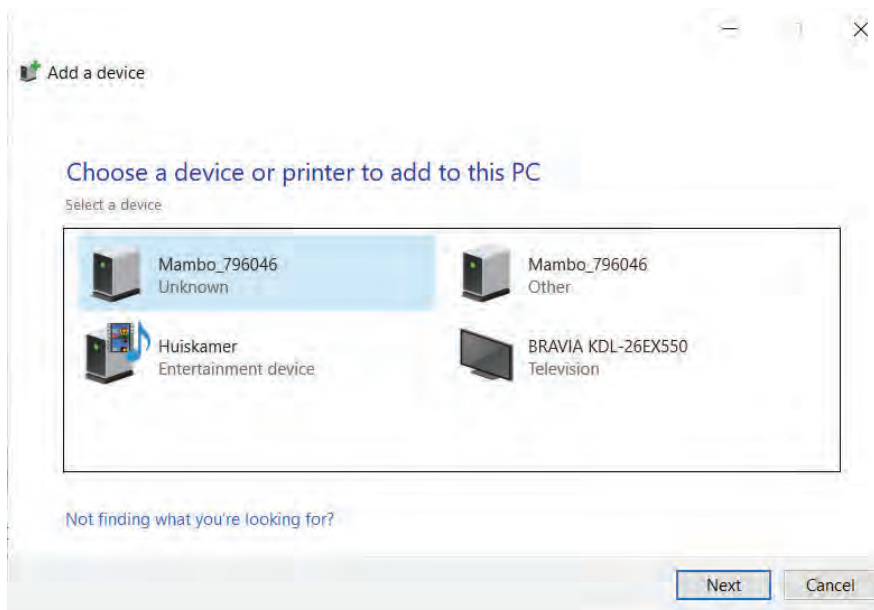 Add a device
Choose a device or printer to add to this PC
Select a device
Mambo_796046
Unknown
Mambo_796046
Other
Huiskamer
Entertainment device
BRAVIA KDL-26EX550
Television
Not finding what you're looking for?
Next
Cancel